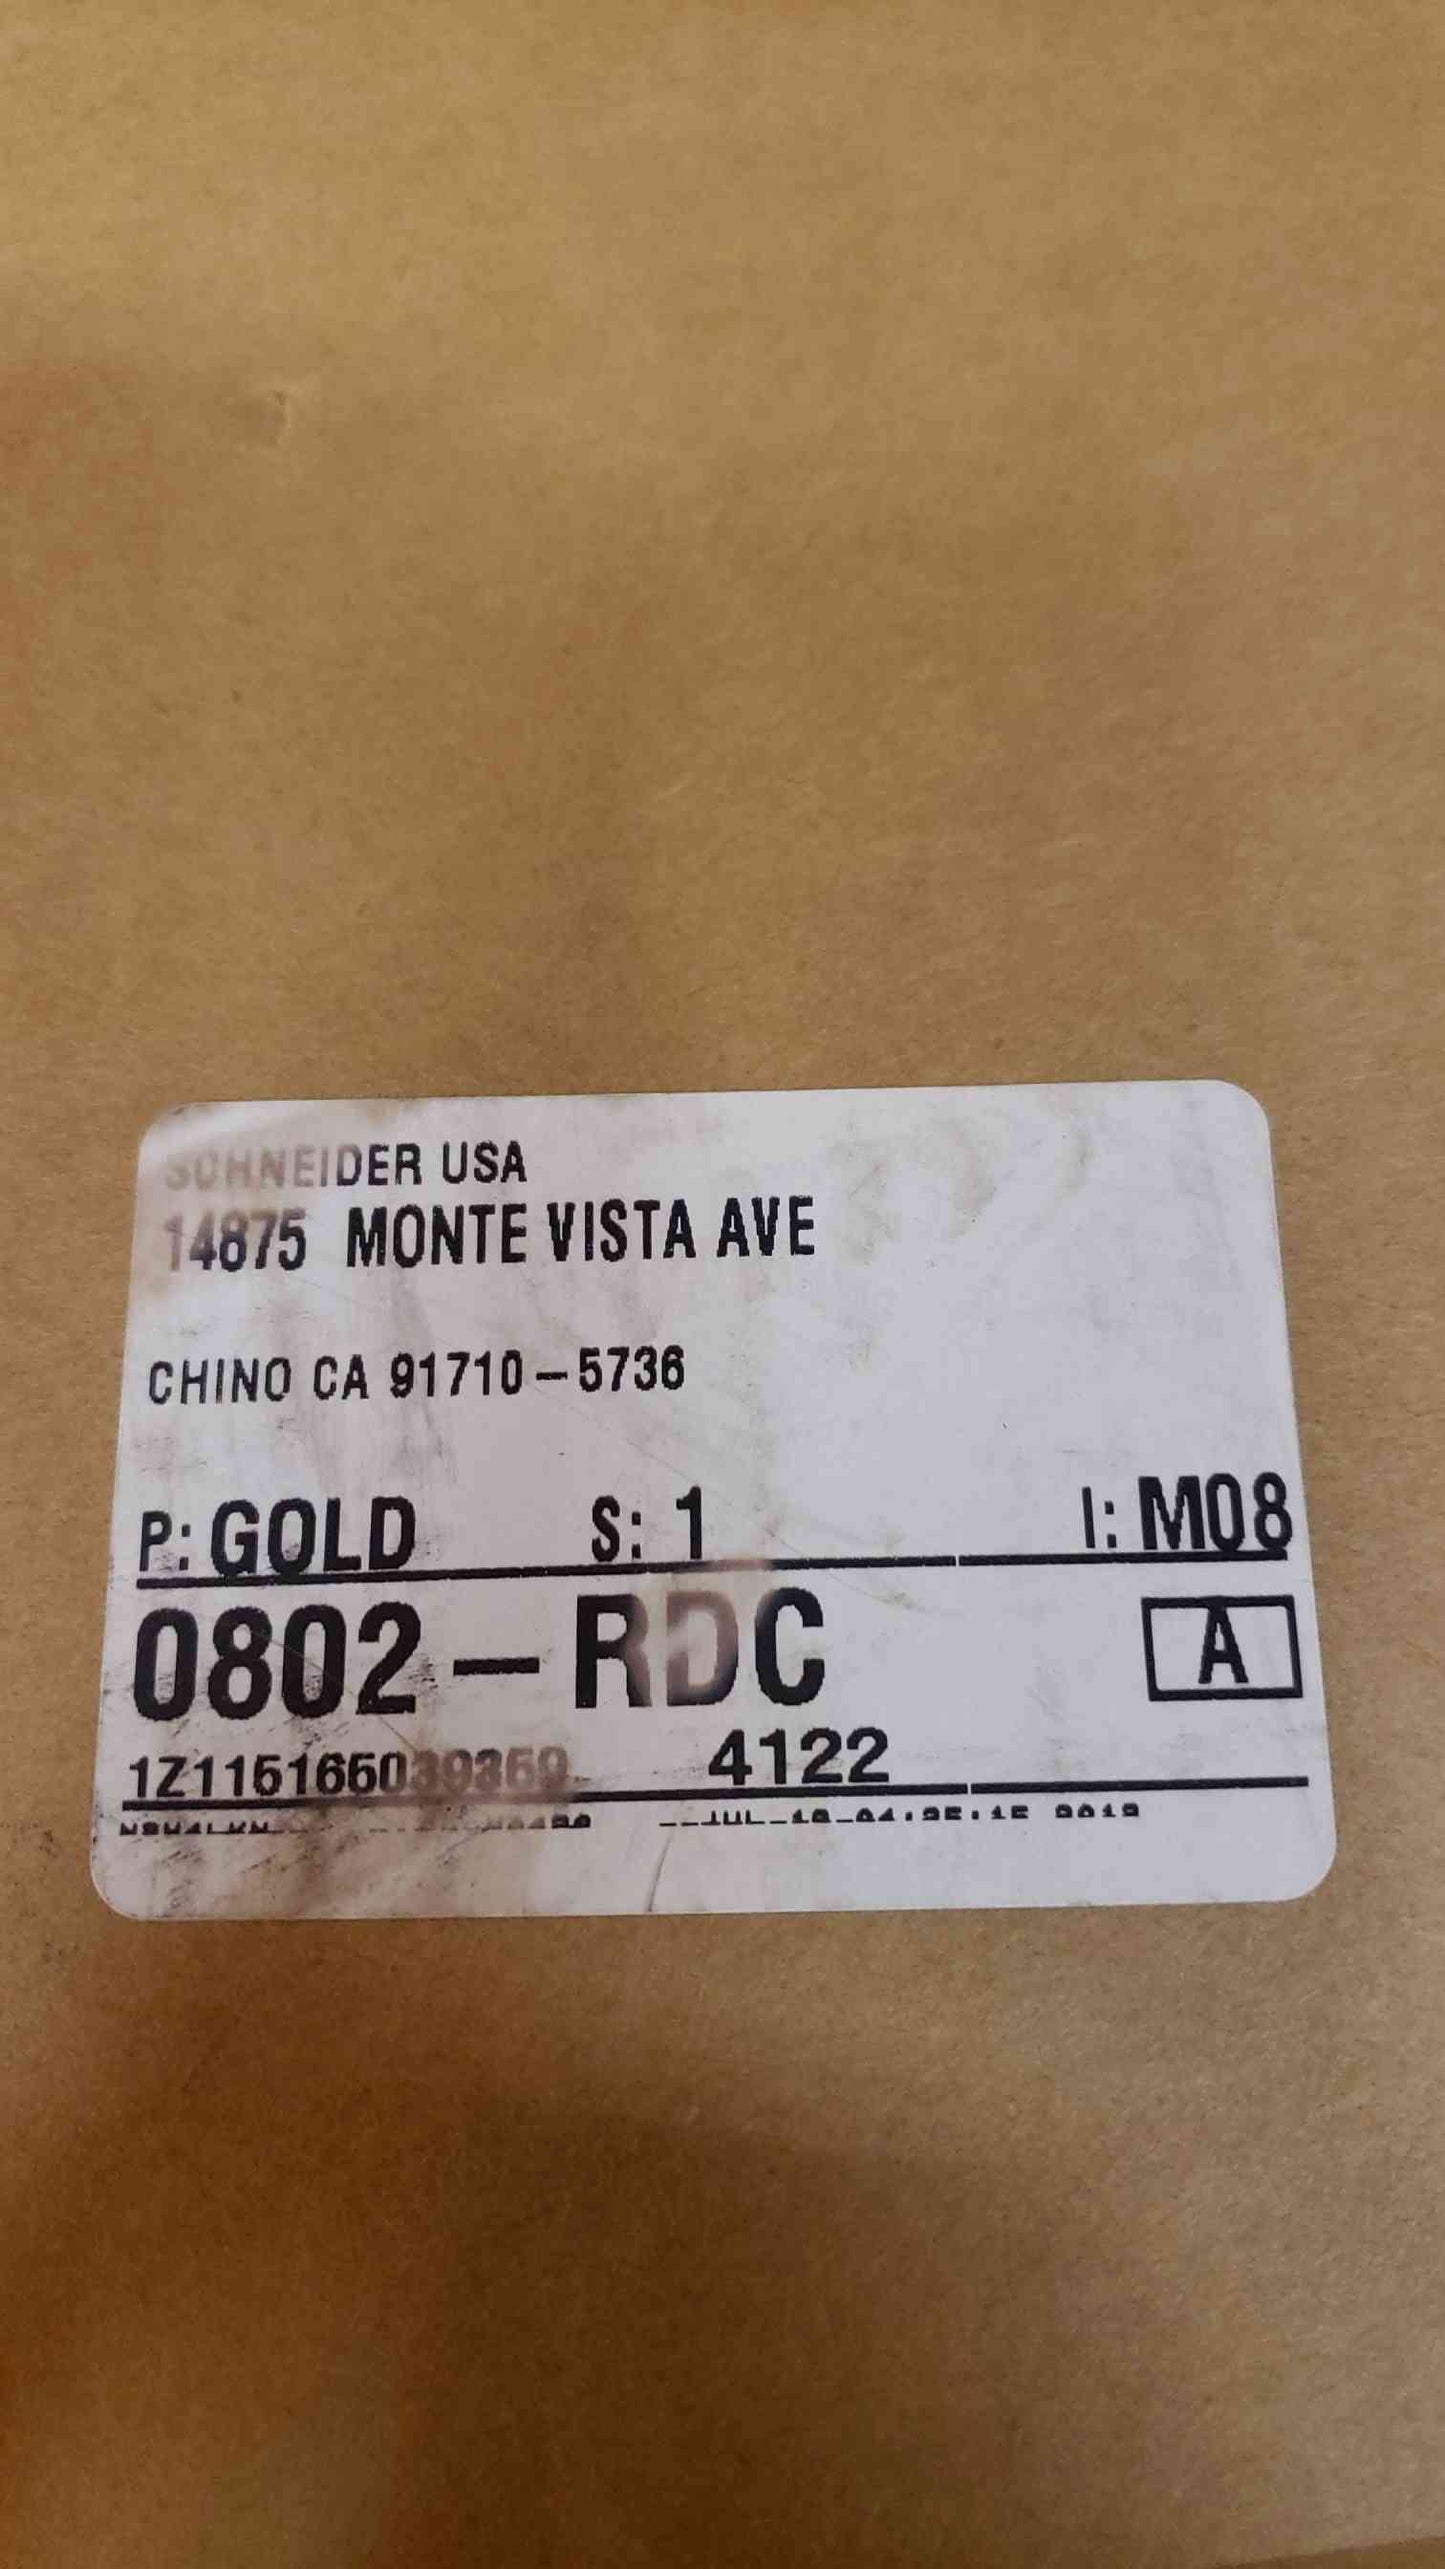 SCHNEIDER USA
14875 MONTE VISTA AVE
CHINO CA 91710-5736
P: GOLD S: 1 I: M08
0802-RDC A
4122